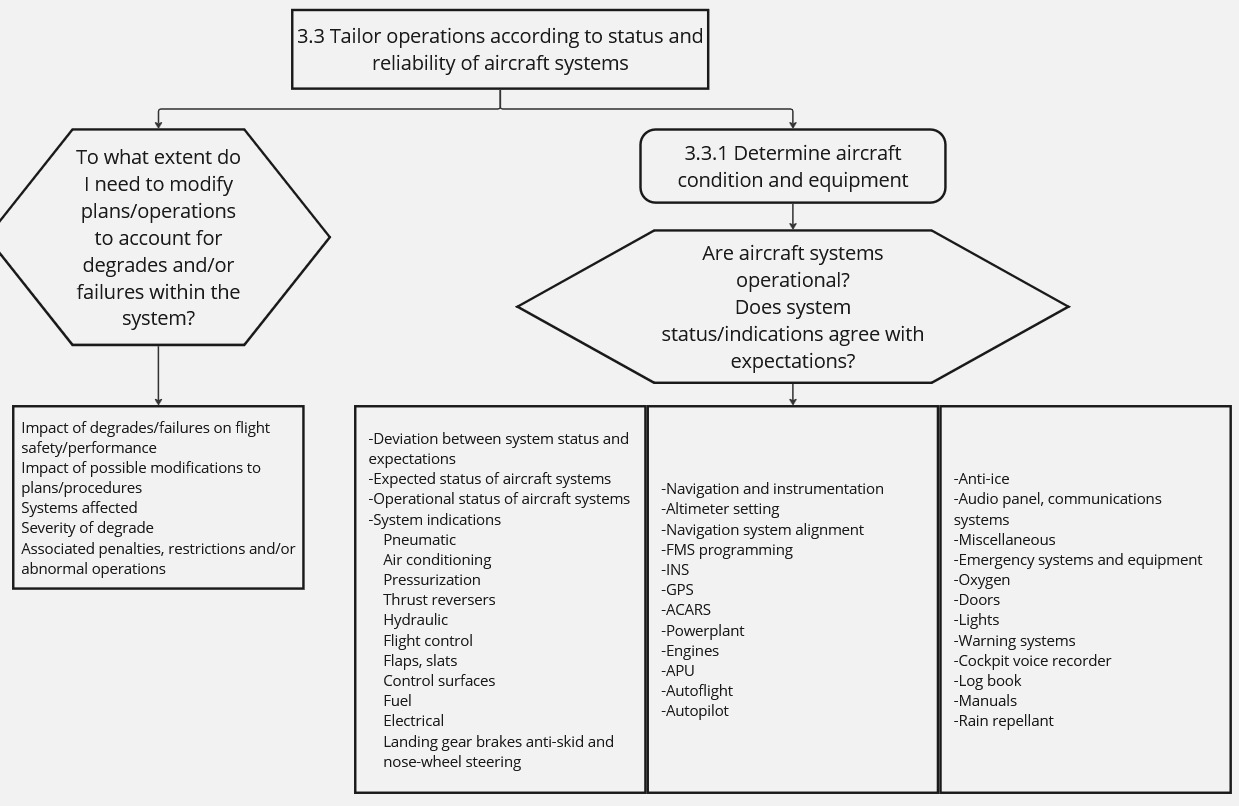 3.3 Tailor operations according to status and
reliability of aircraft systems
To what extent do
I need to modify
plans/operations
to account for
degrades and/or
failures within the
system?
3.3.1 Determine aircraft
condition and equipment
Are aircraft systems
operational?
Does system
status/indications agree with
expectations?
Impact of degrades/failures on flight
safety/performance
Impact of possible modifications to
plans/procedures
Systems affected
Severity of degrade
Associated penalties, restrictions and/or
abnormal operations
-Deviation between system status and
expectations
-Expected status of aircraft systems
-Operational status of aircraft systems
-System indications
Pneumatic
Air conditioning
Pressurization
Thrust reversers
Hydraulic
Flight control
Flaps, slats
Control surfaces
Fuel
Electrical
Landing gear brakes anti-skid and
nose-wheel steering
-Navigation and instrumentation
-Altimeter setting
-Navigation system alignment
-FMS programming
-INS
-GPS
-ACARS
-Powerplant
-Engines
-APU
-Autoflight
-Autopilot
-Anti-ice
-Audio panel, communications
systems
-Miscellaneous
-Emergency systems and equipment
-Oxygen
-Doors
-Lights
-Warning systems
-Cockpit voice recorder
-Log book
-Manuals
-Rain repellant